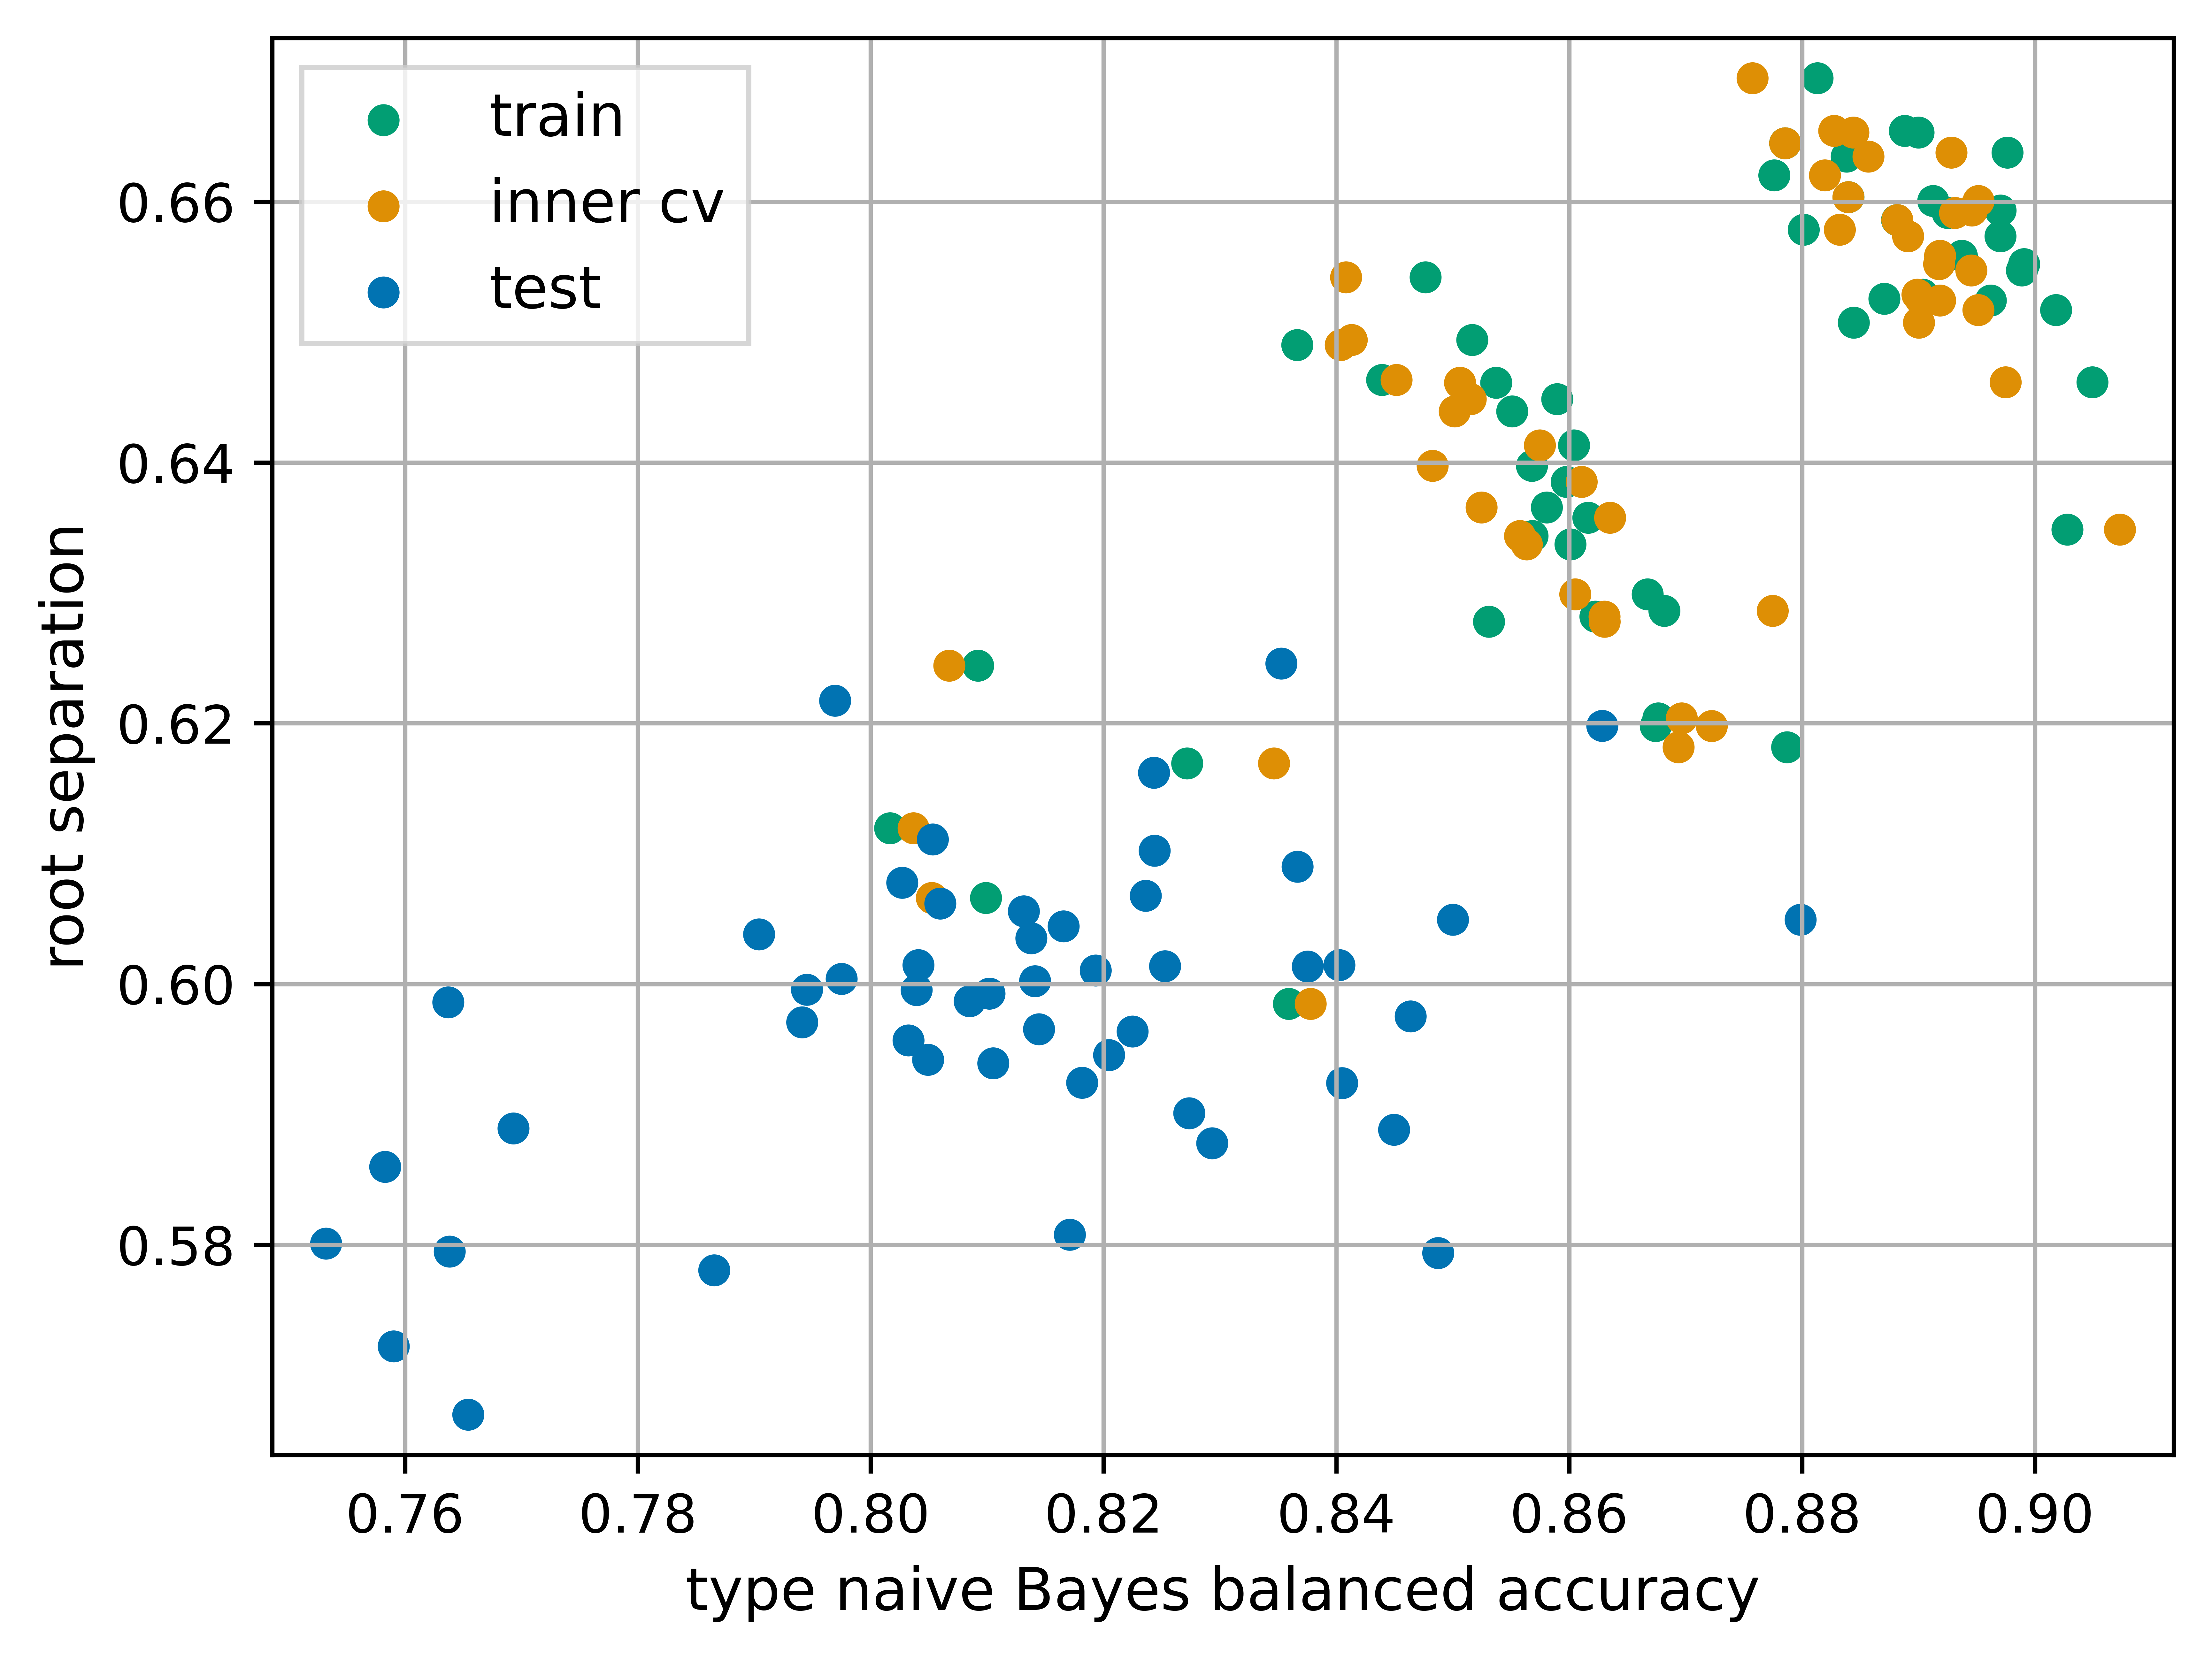 train
inner cv
test
0.66
0.64
0.62
0.60
0.58
root separation
0.76 0.78 0.80 0.82 0.84 0.86 0.88 0.90
type naive Bayes balanced accuracy